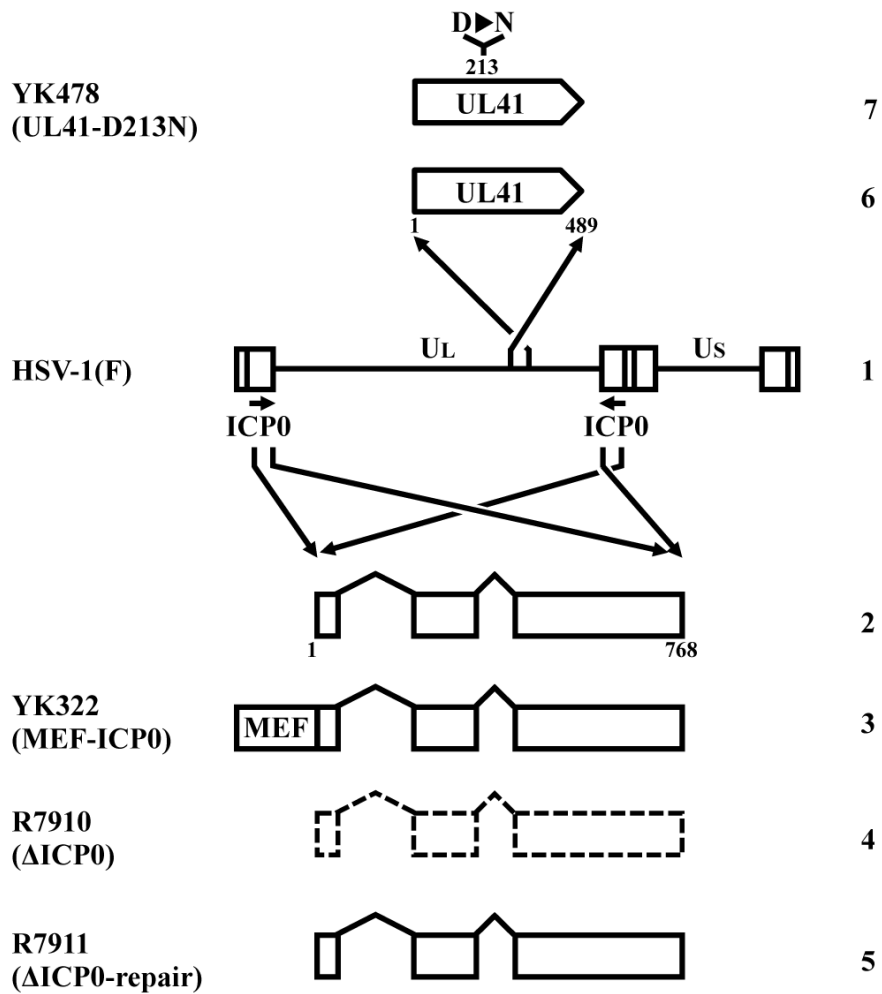 D▶N
213
YK478
(UL41-D213N)
UL41
7
UL41
6
1
489
UL
US
HSV-1(F)
1
ICP0
ICP0
2
1
768
YK322
(MEF-ICP0)
MEF
3
R7910
(ΔICP0)
4
R7911
(ΔICP0-repair)
5